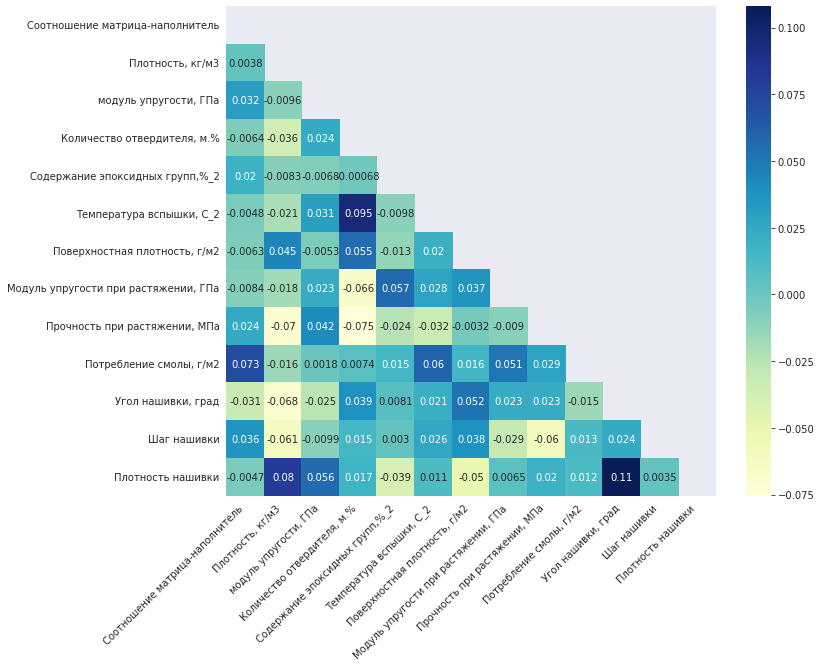 Соотношение матрица-наполнитель
Плотность, кг/м3 0.0038
модуль упругости, ГПа 0.032 -0.0096
Количество отвердителя, м.% -0.0064 -0.036 0.024
Содержание эпоксидных групп,%_2 0.02 -0.0083 -0.0068 -0.00068
Температура вспышки, С_2 -0.0048 -0.021 0.031 0.095 -0.0098
Поверхностная плотность, г/м2 -0.0063 0.045 -0.0053 0.055 -0.013 0.02
Модуль упругости при растяжении, ГПа -0.0084 -0.018 0.023 -0.066 0.057 0.028 0.037
Прочность при растяжении, МПа 0.024 -0.07 0.042 -0.075 -0.024 -0.032 -0.0032 -0.009
Потребление смолы, г/м2 0.073 -0.016 0.0018 0.0074 0.015 0.06 0.016 0.051 0.029
Угол нашивки, град -0.031 -0.068 -0.025 0.039 0.0081 0.021 0.052 0.023 0.023 -0.015
Шаг нашивки 0.036 -0.061 -0.0099 0.015 0.003 0.026 0.038 -0.029 -0.06 0.013 0.024
Плотность нашивки -0.0047 0.08 0.056 0.017 -0.039 0.011 -0.05 0.0065 0.02 0.012 0.11 0.0035
Соотношение матрица-наполнитель
Плотность, кг/м3
модуль упругости, ГПа
Количество отвердителя, м.%
Содержание эпоксидных групп,%_2
Температура вспышки, С_2
Поверхностная плотность, г/м2
Модуль упругости при растяжении, ГПа
Прочность при растяжении, МПа
Потребление смолы, г/м2
Угол нашивки, град
Шаг нашивки
Плотность нашивки
0.100
0.075
0.050
0.025
0.000
−0.025
−0.050
−0.075